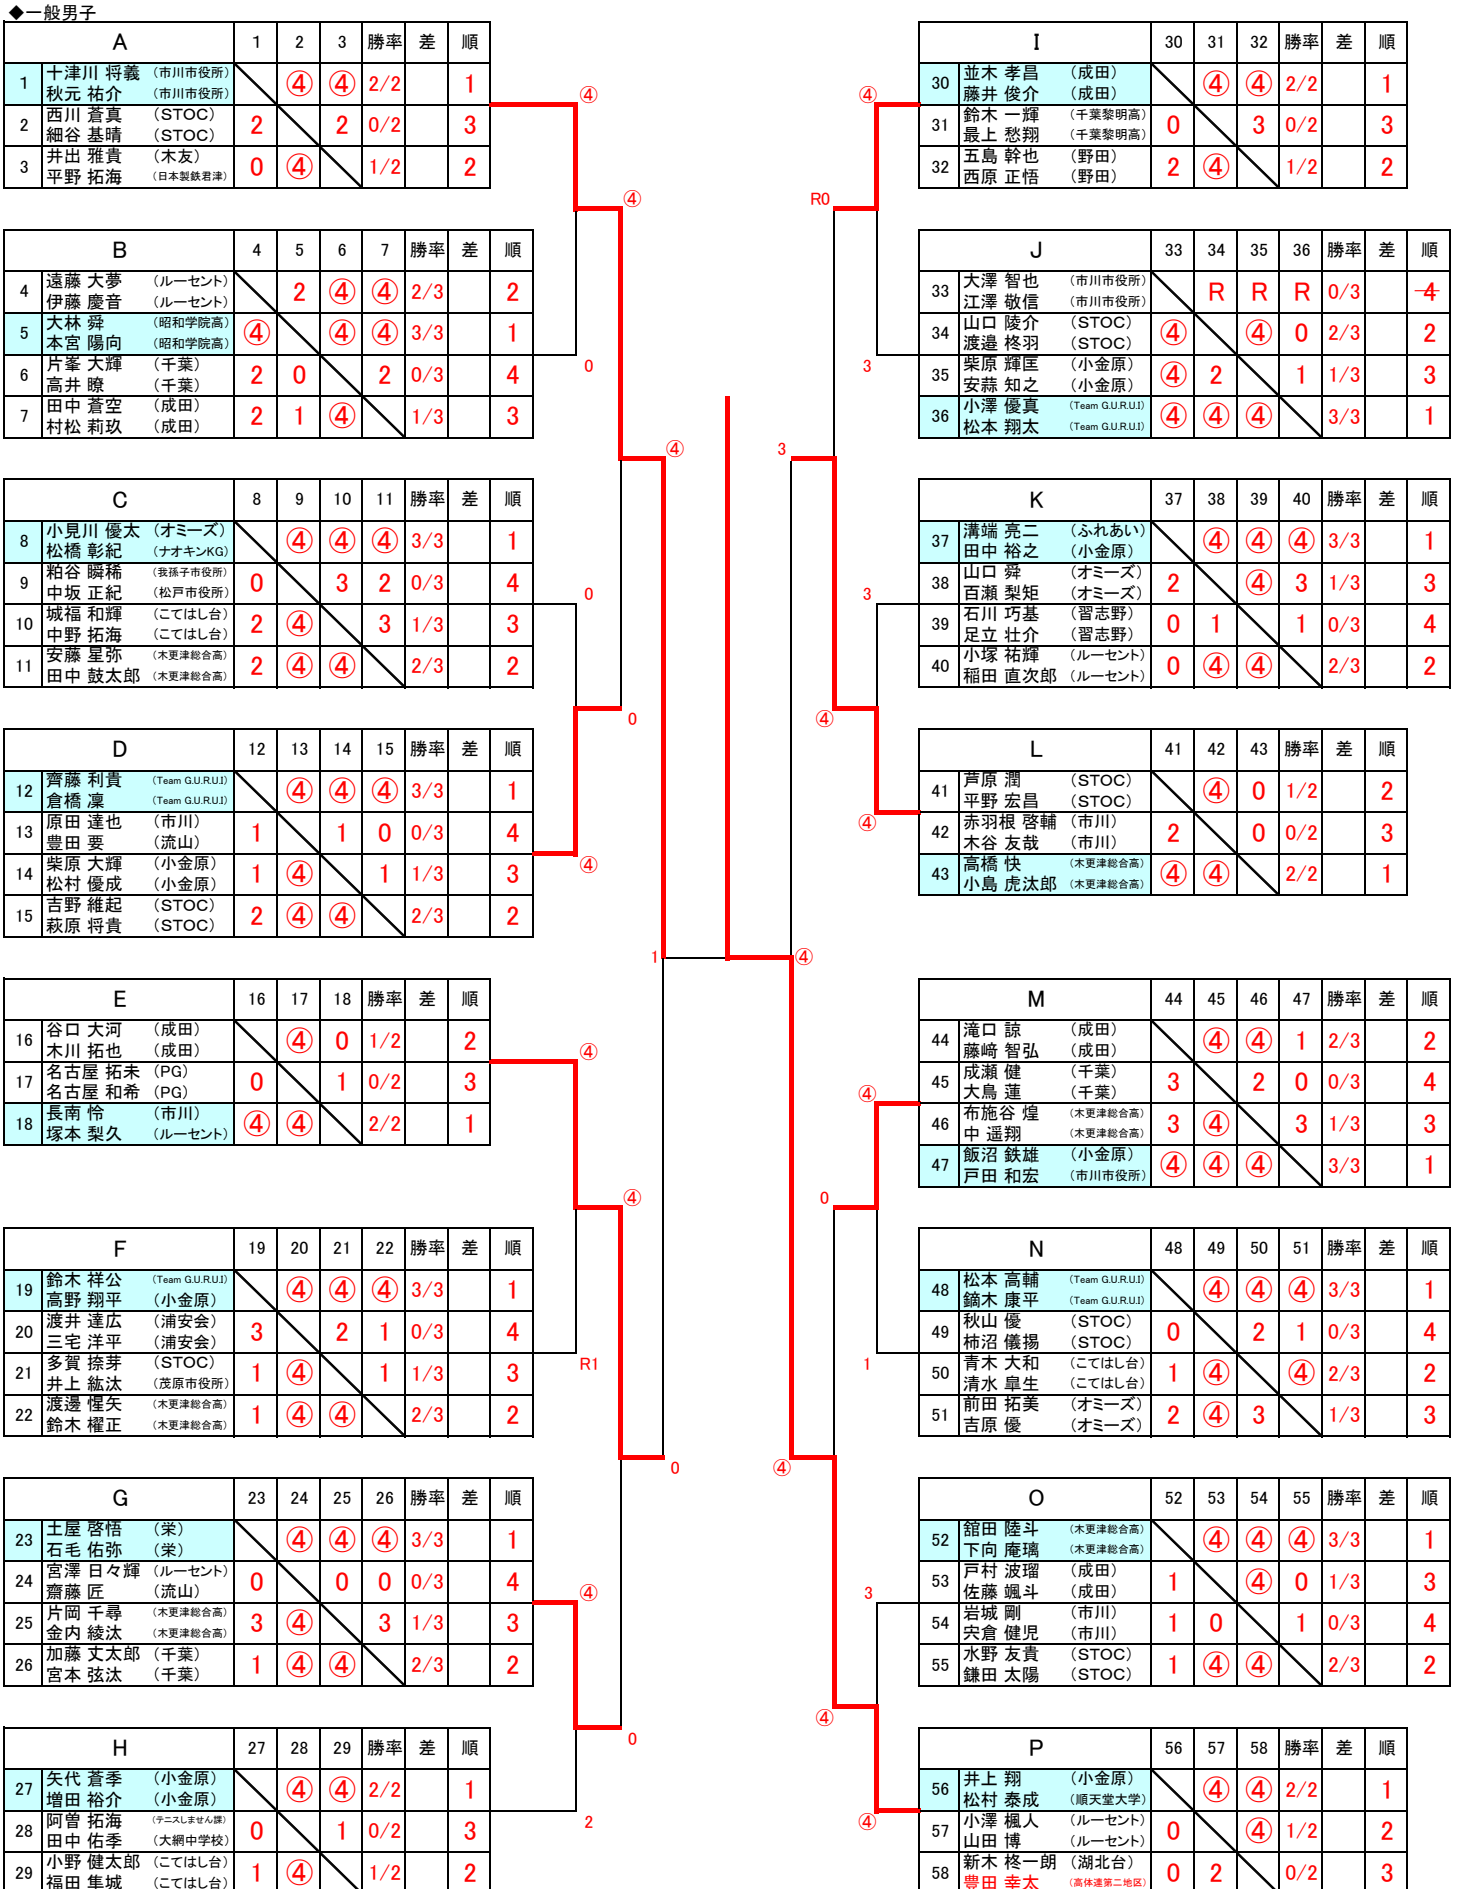 ◆一般男子
A 1 2 3 勝率 差 順
1 十津川 将義 （市川市役所） ④ ④ 2/2 1
秋元 祐介 （市川市役所）
2 西川 蒼真 （STOC） 2 2 0/2 3
細谷 基晴 （STOC）
3 井出 雅貴 （木友） 0 ④ 1/2 2
平野 拓海 （日本製鉄君津）
B 4 5 6 7 勝率 差 順
4 遠藤 大夢 （ルーセント） 2 ④ ④ 2/3 2
伊藤 慶音 （ルーセント）
5 大林 舜 （昭和学院高） ④ ④ ④ 3/3 1
本宮 陽向 （昭和学院高）
6 片峯 大輝 （千葉） 2 0 2 0/3 4
高井 暸 （千葉）
7 田中 蒼空 （成田） 2 1 ④ 1/3 3
村松 莉玖 （成田）
C 8 9 10 11 勝率 差 順
8 小見川 優太 （オミーズ） ④ ④ ④ 3/3 1
松橋 彰紀 （ナオキンKG）
9 粕谷 瞬稀 （我孫子市役所） 0 3 2 0/3 4
中坂 正紀 （松戸市役所）
10 城福 和輝 （こてはし台） 2 ④ 3 1/3 3
中野 拓海 （こてはし台）
11 安藤 星弥 （木更津総合高） 2 ④ ④ 2/3 2
田中 鼓太郎 （木更津総合高）
D 12 13 14 15 勝率 差 順
12 齊藤 利貴 （Team G.U.R.U.I） ④ ④ ④ 3/3 1
倉橋 凜 （Team G.U.R.U.I）
13 原田 達也 （市川） 1 1 0 0/3 4
豊田 要 （流山）
14 柴原 大輝 （小金原） 1 ④ 1 1/3 3
松村 優成 （小金原）
15 吉野 維起 （STOC） 2 ④ ④ 2/3 2
萩原 将貴 （STOC）
E 16 17 18 勝率 差 順
16 谷口 大河 （成田） ④ 0 1/2 2
木川 拓也 （成田）
17 名古屋 拓未 （PG） 0 1 0/2 3
名古屋 和希 （PG）
18 長南 怜 （市川） ④ ④ 2/2 1
塚本 梨久 （ルーセント）
F 19 20 21 22 勝率 差 順
19 鈴木 祥公 （Team G.U.R.U.I） ④ ④ ④ 3/3 1
高野 翔平 （小金原）
20 渡井 達広 （浦安会） 3 2 1 0/3 4
三宅 洋平 （浦安会）
21 多賀 捺芽 （STOC） 1 ④ 1 1/3 3
井上 紘汰 （茂原市役所）
22 渡邊 惺矢 （木更津総合高） 1 ④ ④ 2/3 2
鈴木 櫂正 （木更津総合高）
G 23 24 25 26 勝率 差 順
23 土屋 啓悟 （栄） ④ ④ ④ 3/3 1
石毛 佑弥 （栄）
24 宮澤 日々輝 （ルーセント） 0 0 0 0/3 4
齋藤 匠 （流山）
25 片岡 千尋 （木更津総合高） 3 ④ 3 1/3 3
金内 綾汰 （木更津総合高）
26 加藤 丈太郎 （千葉） 1 ④ ④ 2/3 2
宮本 弦汰 （千葉）
H 27 28 29 勝率 差 順
27 矢代 蒼季 （小金原） ④ ④ 2/2 1
増田 裕介 （小金原）
28 阿曽 拓海 （テニスしません課） 0 1 0/2 3
田中 佑季 （大網中学校）
29 小野 健太郎 （こてはし台） 1 ④ 1/2 2
福田 隼城 （こてはし台）
④
④
0
④
0
0
④
1
④
④
R1
0
④
0
2
④
R0
3
3
3
④
④
④
④
0
1
④
3
④
④
I 30 31 32 勝率 差 順
30 並木 孝昌 （成田） ④ ④ 2/2 1
藤井 俊介 （成田）
31 鈴木 一輝 （千葉黎明高） 0 3 0/2 3
最上 愁翔 （千葉黎明高）
32 五島 幹也 （野田） 2 ④ 1/2 2
西原 正悟 （野田）
J 33 34 35 36 勝率 差 順
33 大澤 智也 （市川市役所） R R R 0/3 4
江澤 敬信 （市川市役所）
34 山口 陵介 （STOC） ④ ④ 0 2/3 2
渡邉 柊羽 （STOC）
35 柴原 輝匡 （小金原） ④ 2 1 1/3 3
安蒜 知之 （小金原）
36 小澤 優真 （Team G.U.R.U.I） ④ ④ ④ 3/3 1
松本 翔太 （Team G.U.R.U.I）
K 37 38 39 40 勝率 差 順
37 溝端 亮二 （ふれあい） ④ ④ ④ 3/3 1
田中 裕之 （小金原）
38 山口 舜 （オミーズ） 2 ④ 3 1/3 3
百瀬 梨矩 （オミーズ）
39 石川 巧基 （習志野） 0 1 1 0/3 4
足立 壮介 （習志野）
40 小塚 祐輝 （ルーセント） 0 ④ ④ 2/3 2
稲田 直次郎 （ルーセント）
L 41 42 43 勝率 差 順
41 芦原 潤 （STOC） ④ 0 1/2 2
平野 宏昌 （STOC）
42 赤羽根 啓輔 （市川） 2 0 0/2 3
木谷 友哉 （市川）
43 高橋 快 （木更津総合高） ④ ④ 2/2 1
小島 虎汰郎 （木更津総合高）
M 44 45 46 47 勝率 差 順
44 滝口 諒 （成田） ④ ④ 1 2/3 2
藤﨑 智弘 （成田）
45 成瀬 健 （千葉） 3 2 0 0/3 4
大鳥 蓮 （千葉）
46 布施谷 煌 （木更津総合高） 3 ④ 3 1/3 3
中 遥翔 （木更津総合高）
47 飯沼 鉄雄 （小金原） ④ ④ ④ 3/3 1
戸田 和宏 （市川市役所）
N 48 49 50 51 勝率 差 順
48 松本 高輔 （Team G.U.R.U.I） ④ ④ ④ 3/3 1
鏑木 康平 （Team G.U.R.U.I）
49 秋山 優 （STOC） 0 2 1 0/3 4
柿沼 儀揚 （STOC）
50 青木 大和 （こてはし台） 1 ④ ④ 2/3 2
清水 皐生 （こてはし台）
51 前田 拓美 （オミーズ） 2 ④ 3 1/3 3
吉原 優 （オミーズ）
O 52 53 54 55 勝率 差 順
52 舘田 陸斗 （木更津総合高） ④ ④ ④ 3/3 1
下向 庵璃 （木更津総合高）
53 戸村 波瑠 （成田） 1 ④ 0 1/3 3
佐藤 颯斗 （成田）
54 岩城 剛 （市川） 1 0 1 0/3 4
宍倉 健児 （市川）
55 水野 友貴 （STOC） 1 ④ ④ 2/3 2
鎌田 太陽 （STOC）
P 56 57 58 勝率 差 順
56 井上 翔 （小金原） ④ ④ 2/2 1
松村 泰成 （順天堂大学）
57 小澤 楓人 （ルーセント） 0 ④ 1/2 2
山田 博 （ルーセント）
58 新木 柊一朗 （湖北台） 0 2 0/2 3
豊田 幸太 （高体連第二地区）